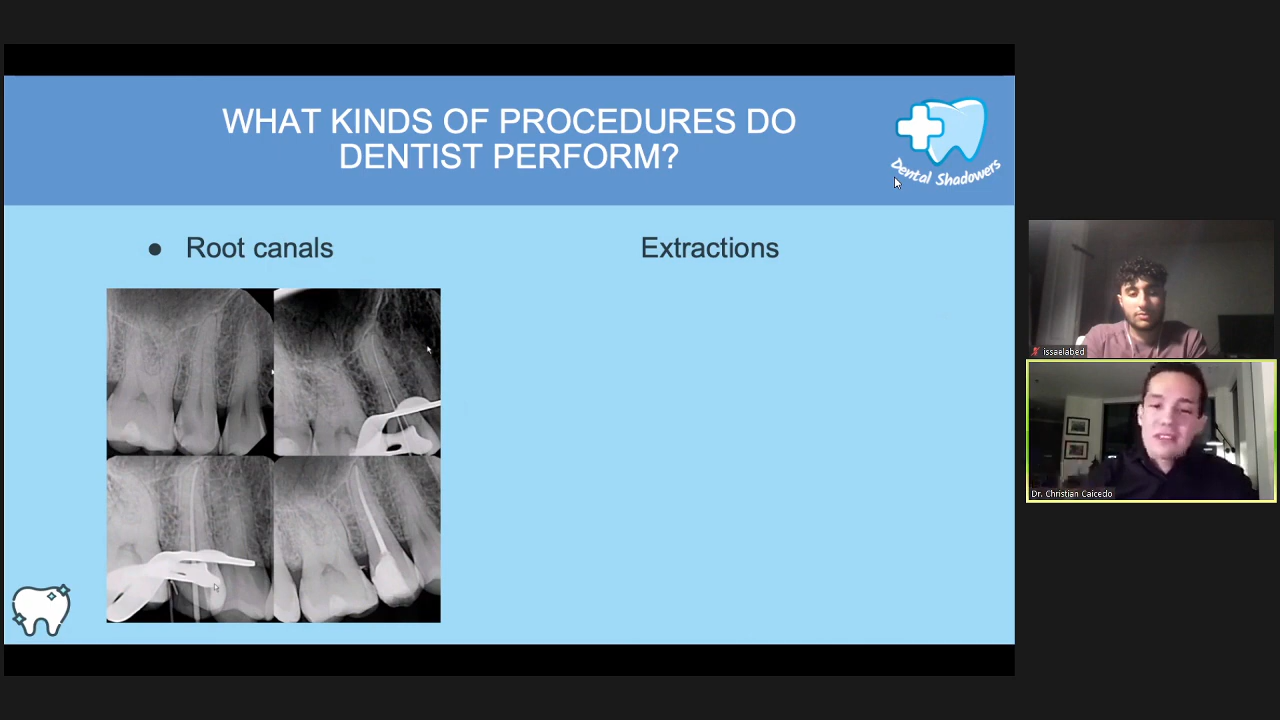 WHAT KINDS OF PROCEDURES DO
DENTIST PERFORM?
Dental Shadowers
● Root canals
Extractions
issaelabed
Dr. Christian Caicedo